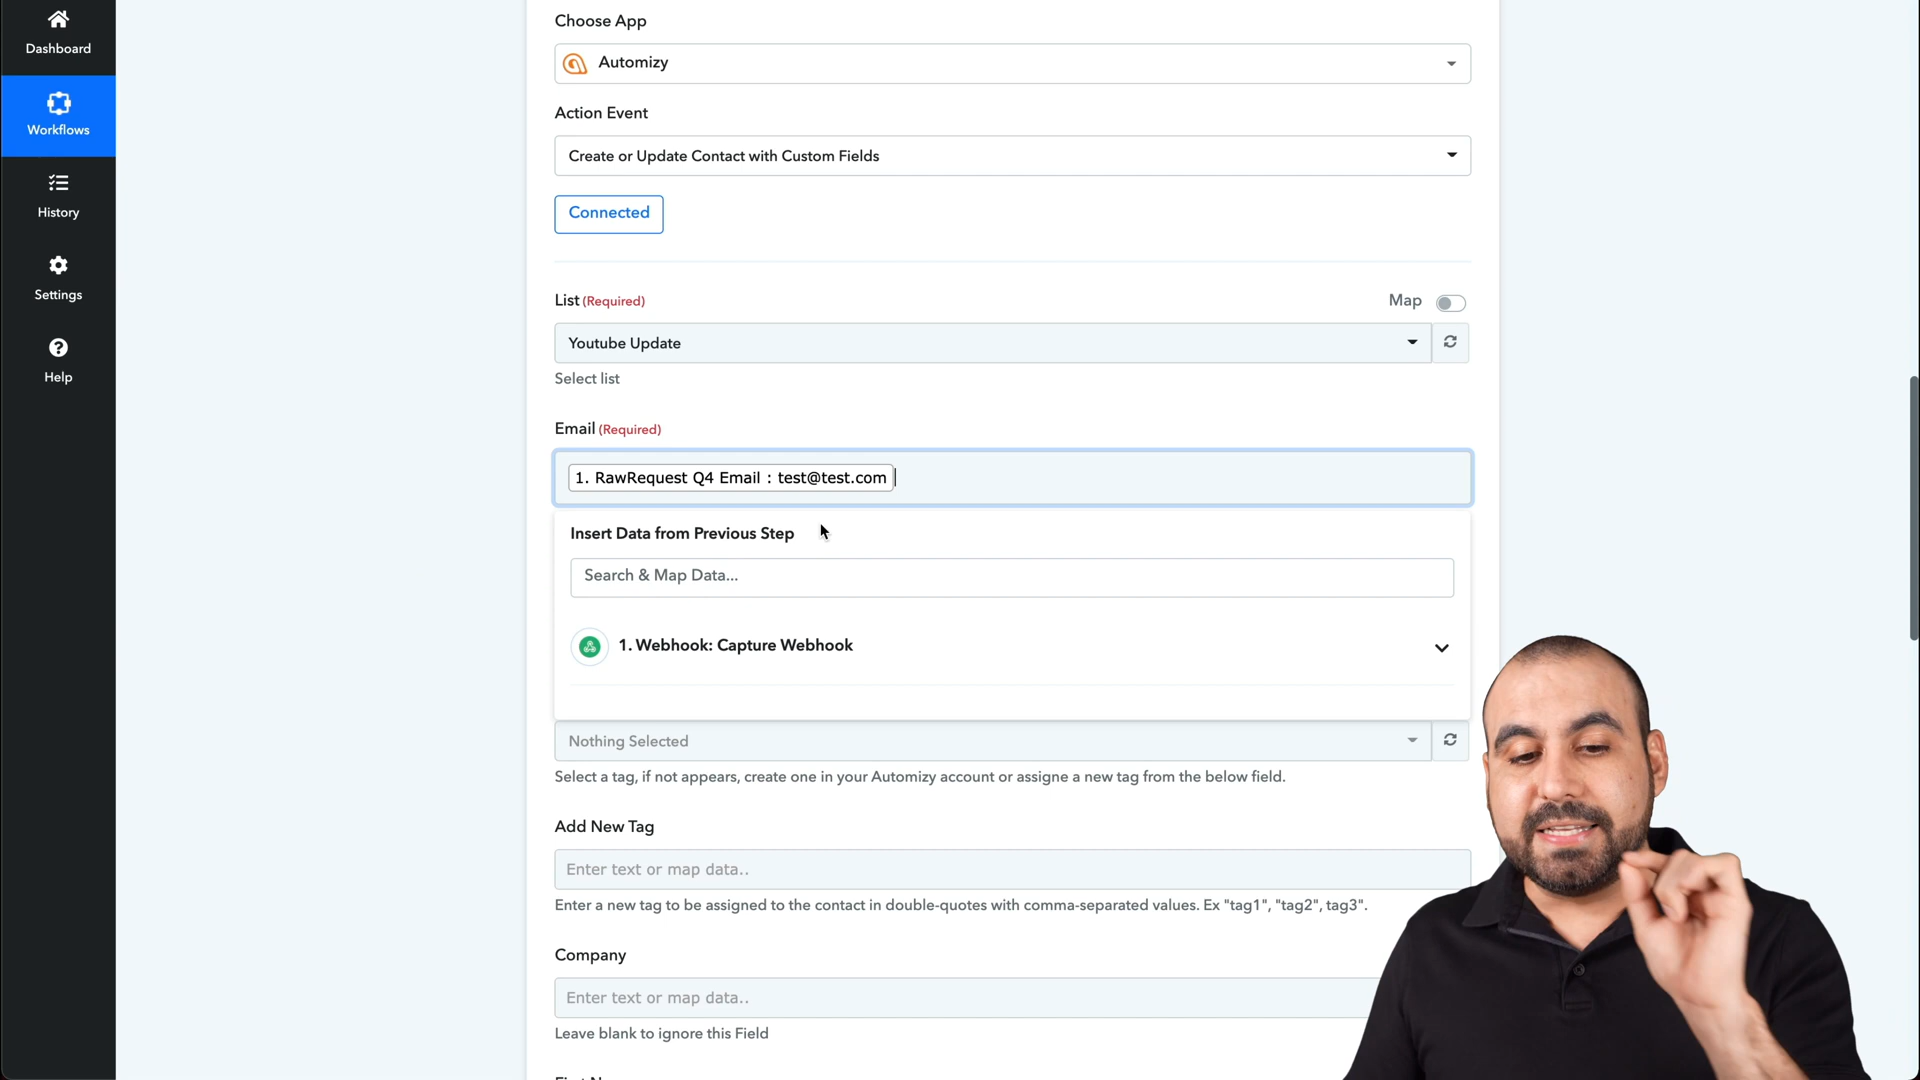 Choose App
Dashboard
Automizy
Action Event
Workflows
Create or Update Contact with Custom Fields
History
Connected
Settings
List (Required)
Map
Youtube Update
Help
Select list
Email (Required)
1. RawRequest Q4 Email : test@test.com
Insert Data from Previous Step
Search & Map Data...
1. Webhook: Capture Webhook
Nothing Selected
Select a tag, if not appears, create one in your Automizy account or assigne a new tag from the below field.
Add New Tag
Enter text or map data..
Enter a new tag to be assigned to the contact in double-quotes with comma-separated values. Ex "tag1", "tag2", tag3".
Company
Enter text or map data..
Leave blank to ignore this Field